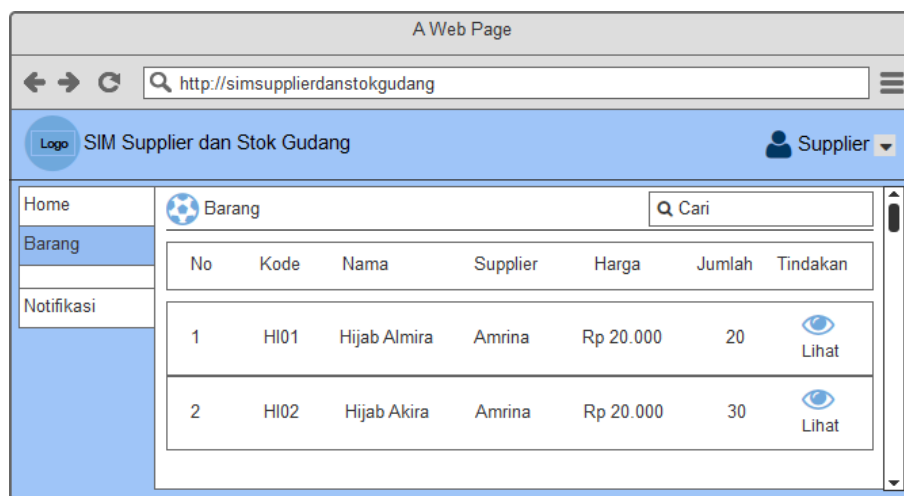 A Web Page
http://simsupplierdanstokgudang
Logo SIM Supplier dan Stok Gudang Supplier
Home
Barang
Notifikasi
Barang Cari
No Kode Nama Supplier Harga Jumlah Tindakan
1 HI01 Hijab Almira Amrina Rp 20.000 20 Lihat
2 HI02 Hijab Akira Amrina Rp 20.000 30 Lihat